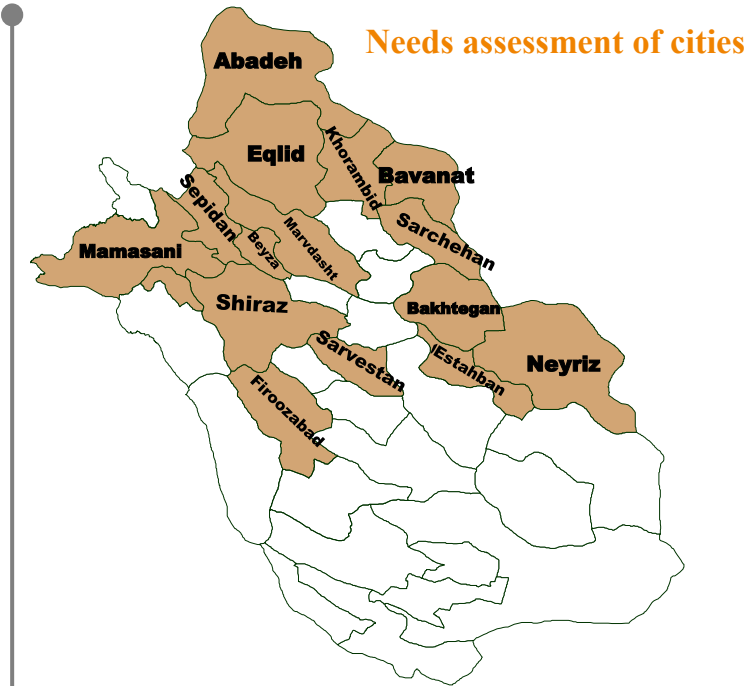 Needs assessment of cities
Abadeh
Eqlid
Khorambid
Bavanat
Sepidan
Beyza
Marvdasht
Sarchehan
Mamasani
Shiraz
Bakhtegan
Sarvestan
Estahban
Neyriz
Firoozabad